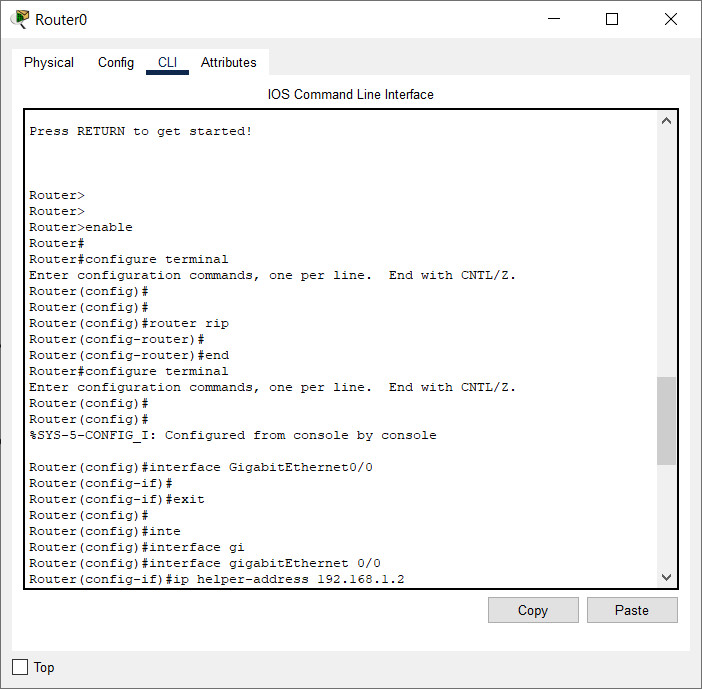 Router0
Physical Config CLI Attributes
IOS Command Line Interface
Press RETURN to get started!
Router>
Router>
Router>enable
Router#
Router#configure terminal
Enter configuration commands, one per line.  End with CNTL/Z.
Router(config)#
Router(config)#
Router(config)#router rip
Router(config-router)#
Router(config-router)#end
Router#configure terminal
Enter configuration commands, one per line.  End with CNTL/Z.
Router(config)#
Router(config)#
%SYS-5-CONFIG_I: Configured from console by console
Router(config)#interface GigabitEthernet0/0
Router(config-if)#
Router(config-if)#exit
Router(config)#
Router(config)#inte
Router(config)#interface gi
Router(config)#interface gigabitEthernet 0/0
Router(config-if)#ip helper-address 192.168.1.2
Copy Paste
Top